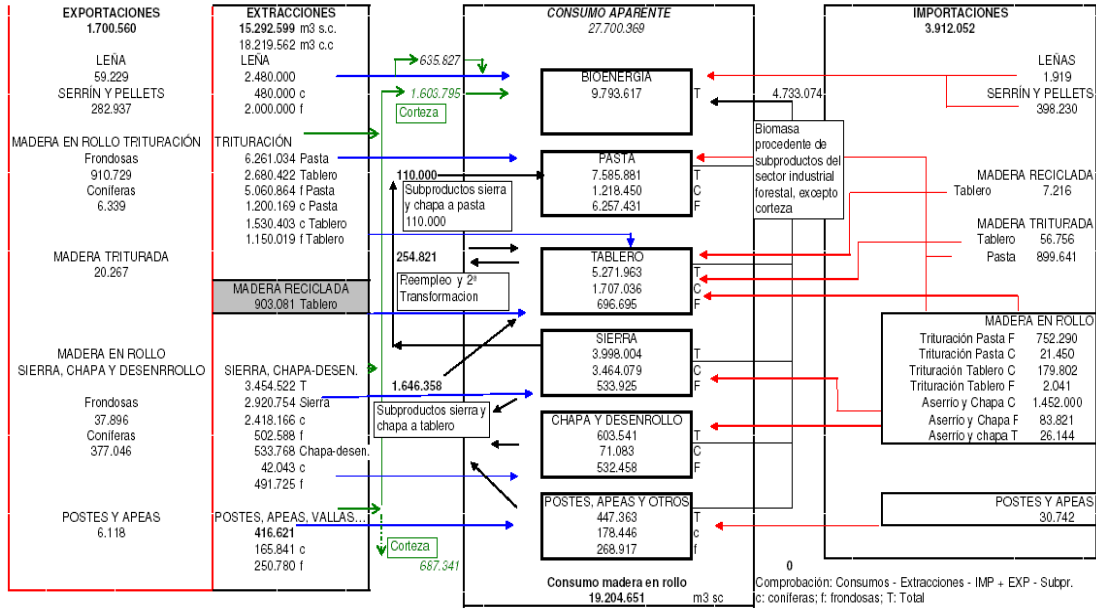 EXPORTACIONES
1.700.560
LEÑA
59.229
SERRÍN Y PELLETS
282.937
MADERA EN ROLLO TRITURACIÓN
Frondosas
910.729
Coníferas
6.339
MADERA TRITURADA
20.267
MADERA EN ROLLO
SIERRA, CHAPA Y DESENRROLLO
Frondosas
37.896
Coníferas
377.046
POSTES Y APEAS
6.118
EXTRACCIONES
15.292.599 m3 s.c.
18.219.562 m3 c.c
LEÑA
2.480.000
480.000 c
2.000.000 f
TRITURACIÓN
6.261.034 Pasta
2.680.422 Tablero
5.060.864 f Pasta
1.200.169 c Pasta
1.530.403 c Tablero
1.150.019 f Tablero
MADERA RECICLADA
903.081 Tablero
SIERRA, CHAPA-DESEN.
3.454.522 T
2.920.754 Sierra
2.418.166 c
502.588 f
533.768 Chapa-desen.
42.043 c
491.725 f
POSTES, APEAS, VALLAS...
416.621
165.841 c
250.780 f
635.827
1.603.795
Corteza
110.000
Subproductos sierra
y chapa a pasta
110.000
254.821
Reempleo y 2ª
Transformacion
1.646.358
Subproductos sierra y
chapa a tablero
Corteza
687.341
CONSUMO APARENTE
27.700.369
BIOENERGIA
9.793.617 T
4.733.074
PASTA
7.585.881 T
1.218.450 C
6.257.431 F
TABLERO
5.271.963 T
1.707.036 C
696.695 F
SIERRA
3.998.004 T
3.464.079 C
533.925 F
CHAPA Y DESENROLLO
603.541 T
71.083 C
532.458 F
POSTES, APEAS Y OTROS
447.363 T
178.446 c
268.917 f
Consumo madera en rollo
19.204.651 m3 sc
Biomasa
procedente de
subproductos del
sector industrial
forestal, excepto
corteza
IMPORTACIONES
3.912.052
LEÑAS
1.919
SERRÍN Y PELLETS
398.230
MADERA RECICLADA
Tablero 7.216
MADERA TRITURADA
Tablero 56.756
Pasta 899.641
MADERA EN ROLLO
Trituración Pasta F 752.290
Trituración Pasta C 21.450
Trituración Tablero C 179.802
Trituración Tablero F 2.041
Aserrío y Chapa C 1.452.000
Aserrío y Chapa F 83.821
Aserrío y chapa T 26.144
POSTES Y APEAS
30.742
0
Comprobación: Consumos - Extracciones - IMP + EXP - Subpr.
c: coníferas; f: frondosas; T: Total